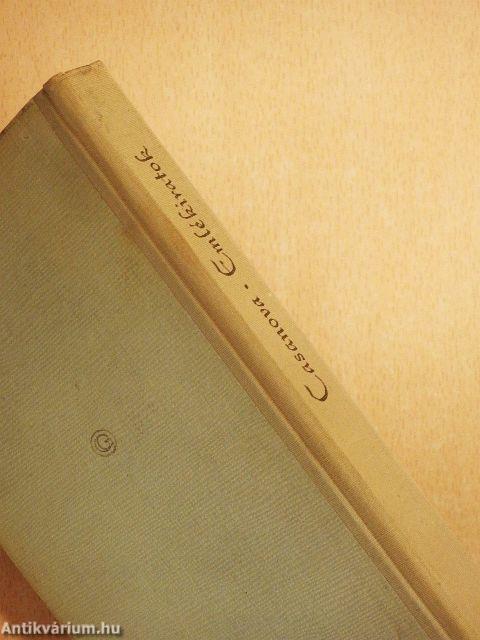 Casanova · Emlékiratok
Antikvárium.hu